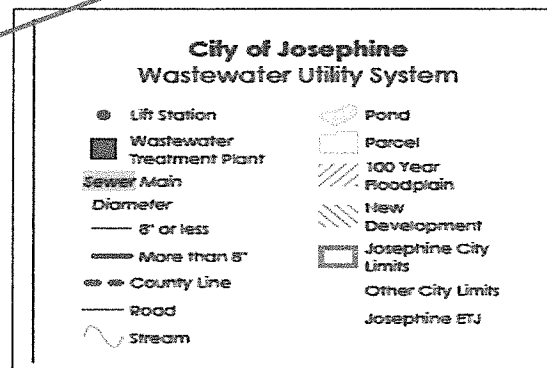 City of Josephine
Wastewater Utility System
Lift Station
Wastewater
Treatment Plant
Sewer Main
Diameter
8" or less
More than 8"
County Line
Road
Stream
Pond
Parcel
100 Year
Floodplain
New
Development
Josephine City
Limits
Other City Limits
Josephine ETJ